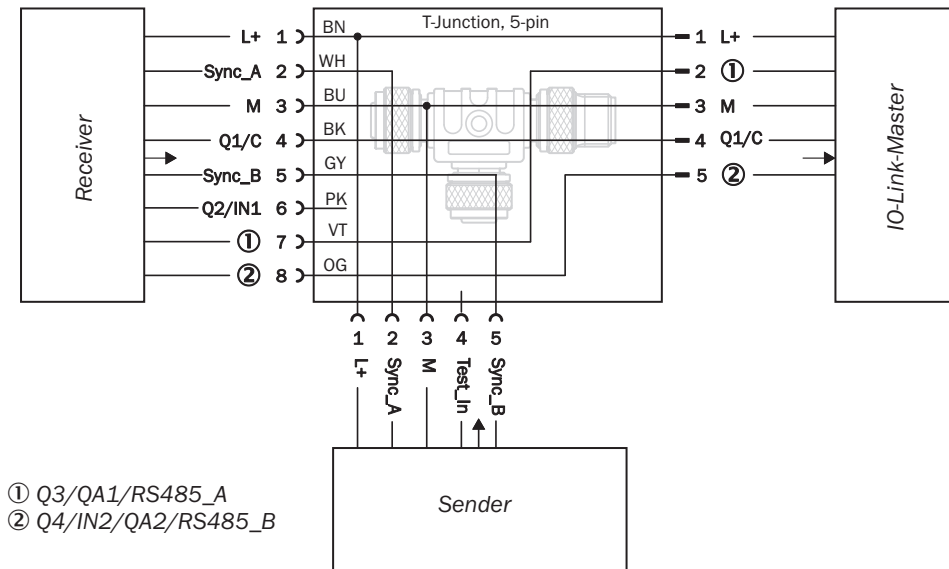 T-Junction, 5-pin
L+ 1 BN 1 L+
Sync_A 2 WH 2 ①
M 3 BU 3 M
Q1/C 4 BK 4 Q1/C
Sync_B 5 GY 5 ②
Q2/IN1 6 PK
① 7 VT
② 8 OG
Receiver
IO-Link-Master
1 2 3 4 5
L+ Sync_A M Test_In Sync_B
Sender
① Q3/QA1/RS485_A
② Q4/IN2/QA2/RS485_B